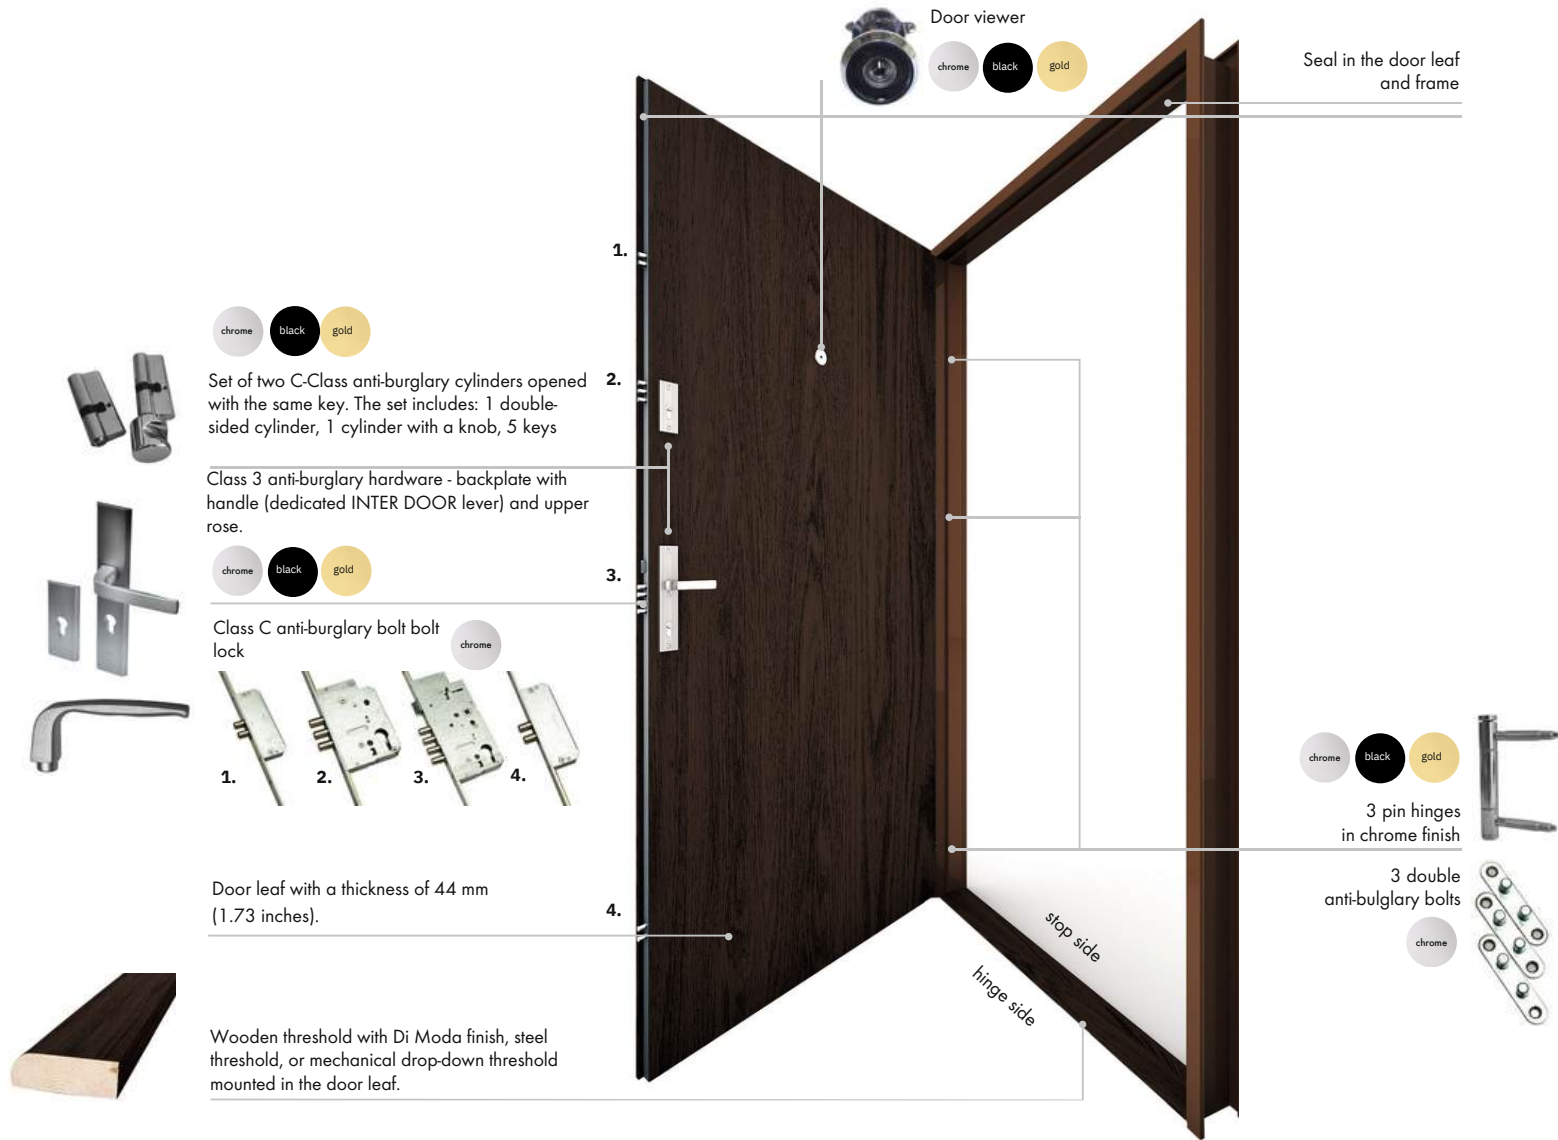 Door viewer
chrome
black
gold
Seal in the door leaf
and frame
1.
chrome
black
gold
Set of two C-Class anti-burglary cylinders opened
with the same key. The set includes: 1 double-
sided cylinder, 1 cylinder with a knob, 5 keys
2.
Class 3 anti-burglary hardware - backplate with
handle (dedicated INTER DOOR lever) and upper
rose.
chrome
black
gold
3.
Class C anti-burglary bolt bolt
lock
chrome
1.
2.
3.
4.
chrome
black
gold
3 pin hinges
in chrome finish
3 double
anti-bulglary bolts
chrome
Door leaf with a thickness of 44 mm
(1.73 inches).
4.
stop side
hinge side
Wooden threshold with Di Moda finish, steel
threshold, or mechanical drop-down threshold
mounted in the door leaf.